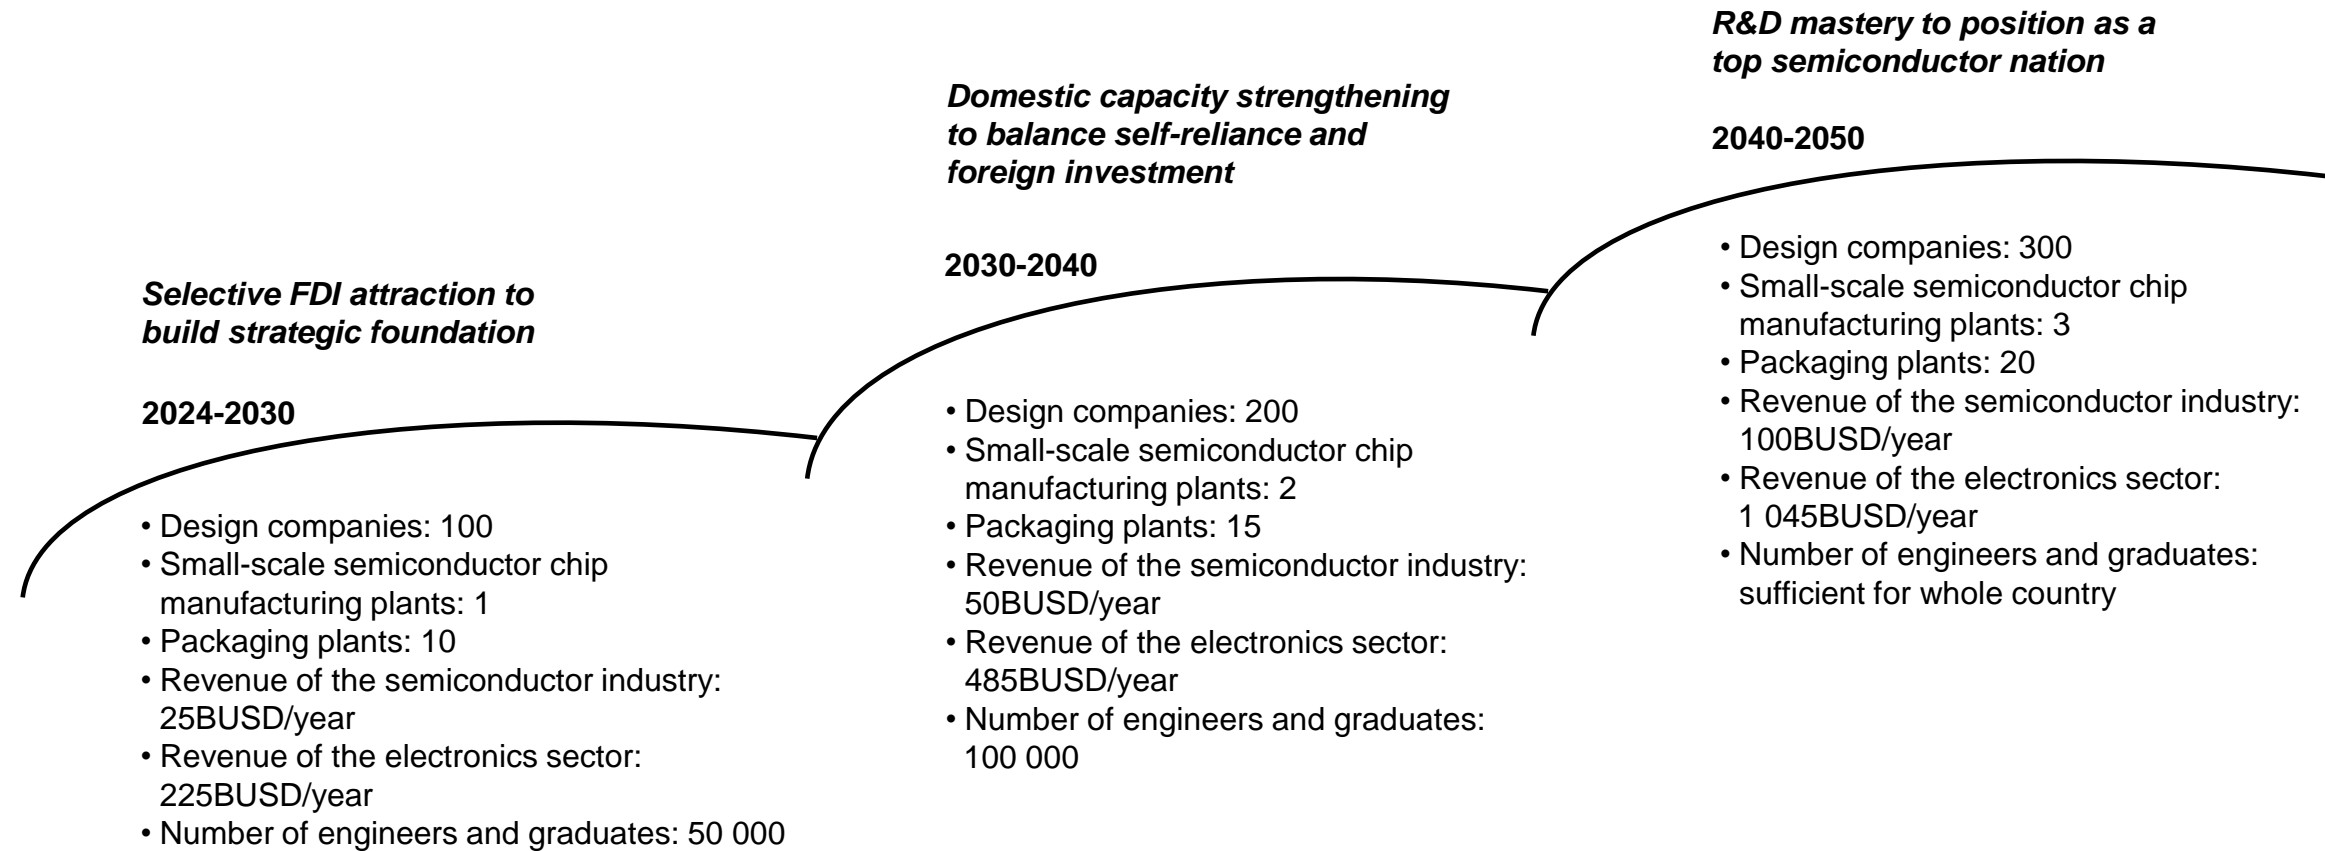 Selective FDI attraction to
build strategic foundation
2024-2030
• Design companies: 100
• Small-scale semiconductor chip
manufacturing plants: 1
• Packaging plants: 10
• Revenue of the semiconductor industry:
25BUSD/year
• Revenue of the electronics sector:
225BUSD/year
• Number of engineers and graduates: 50 000
Domestic capacity strengthening
to balance self-reliance and
foreign investment
2030-2040
• Design companies: 200
• Small-scale semiconductor chip
manufacturing plants: 2
• Packaging plants: 15
• Revenue of the semiconductor industry:
50BUSD/year
• Revenue of the electronics sector:
485BUSD/year
• Number of engineers and graduates:
100 000
R&D mastery to position as a
top semiconductor nation
2040-2050
• Design companies: 300
• Small-scale semiconductor chip
manufacturing plants: 3
• Packaging plants: 20
• Revenue of the semiconductor industry:
100BUSD/year
• Revenue of the electronics sector:
1 045BUSD/year
• Number of engineers and graduates:
sufficient for whole country